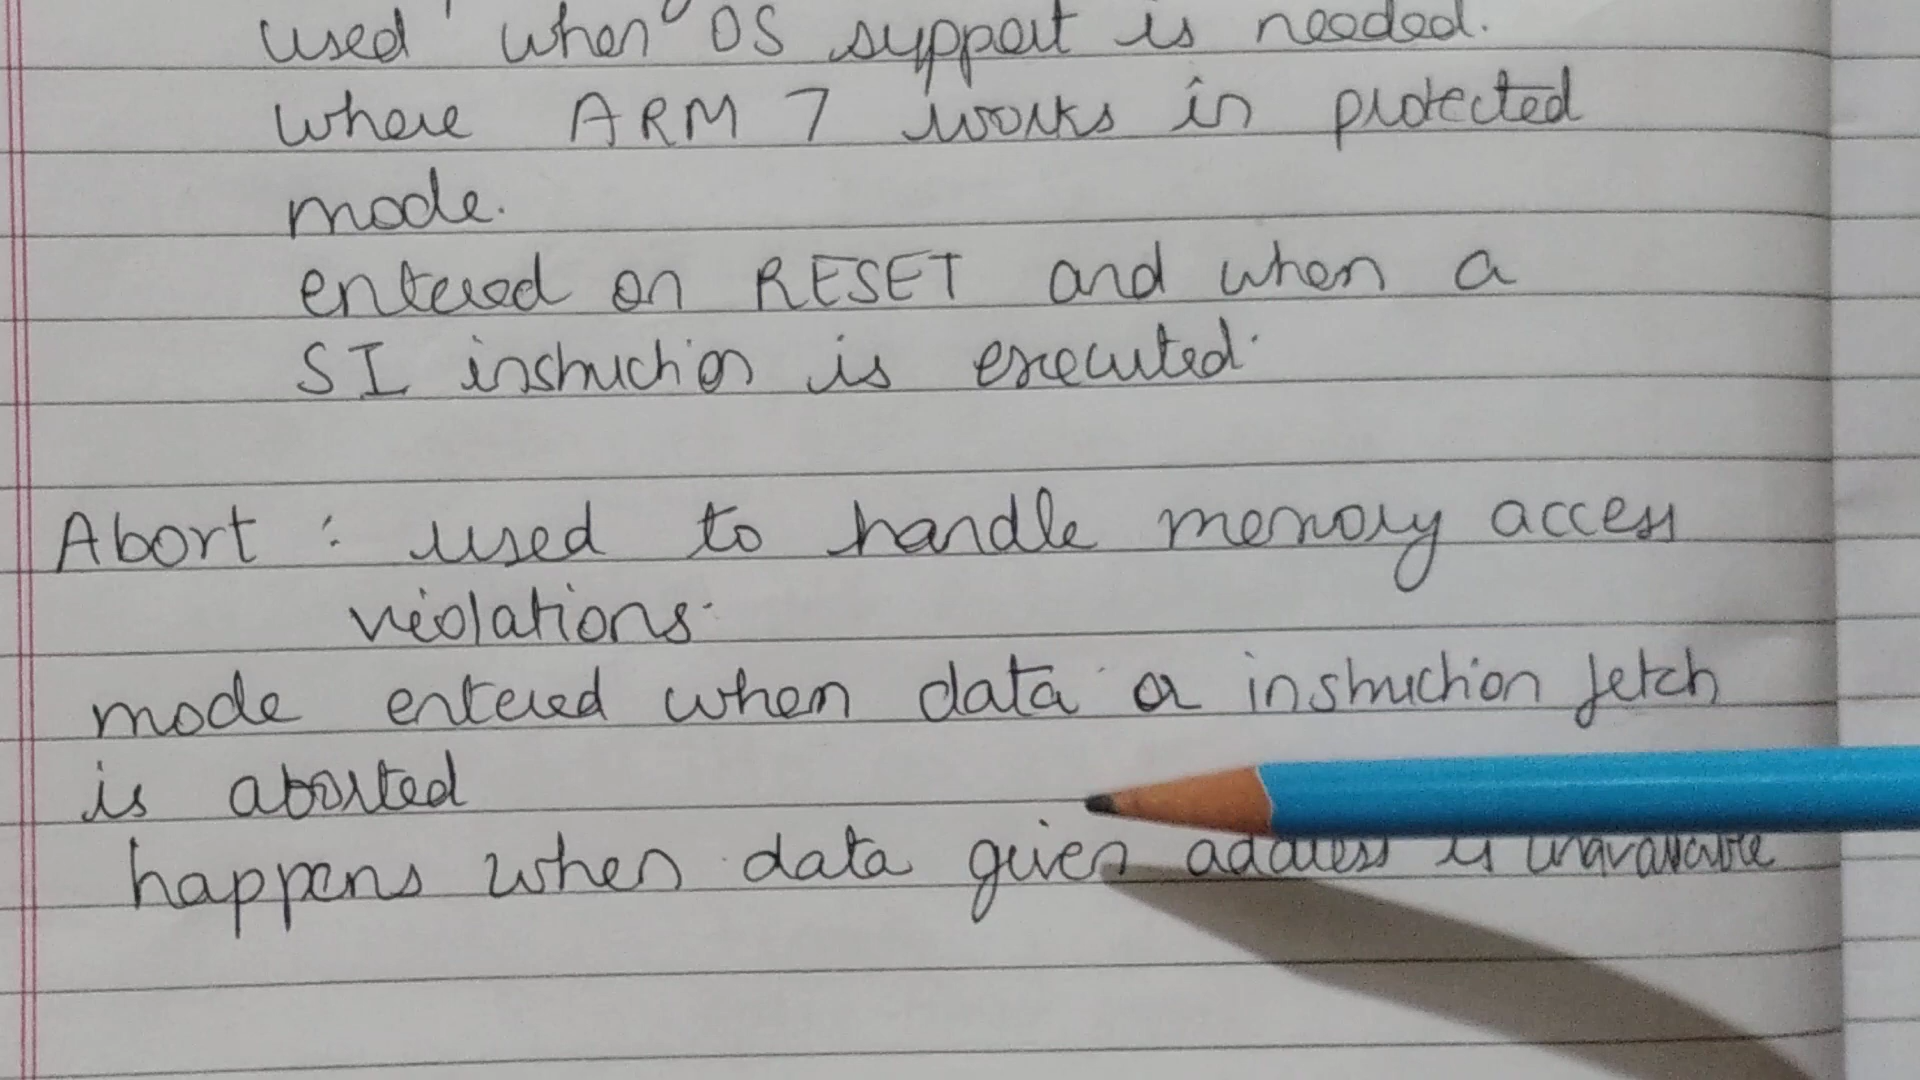 used when OS support is needed.
where ARM 7 works in protected
mode.
entered on RESET and when a
SI instruction is executed.
Abort : used to handle memory access
violations.
mode entered when data or instruction fetch
is aborted
happens when data given address is unavailable